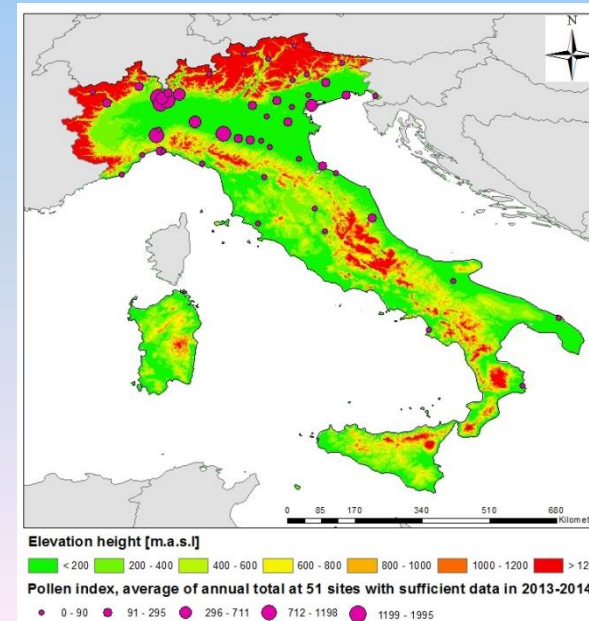 N
0 85 170 340 510 680
Kilomet
Elevation height [m.a.s.l]
< 200 200 - 400 400 - 600 600 - 800 800 - 1000 1000 - 1200 > 12
Pollen index, average of annual total at 51 sites with sufficient data in 2013-2014
0 - 90 91 - 295 296 - 711 712 - 1198 1199 - 1995